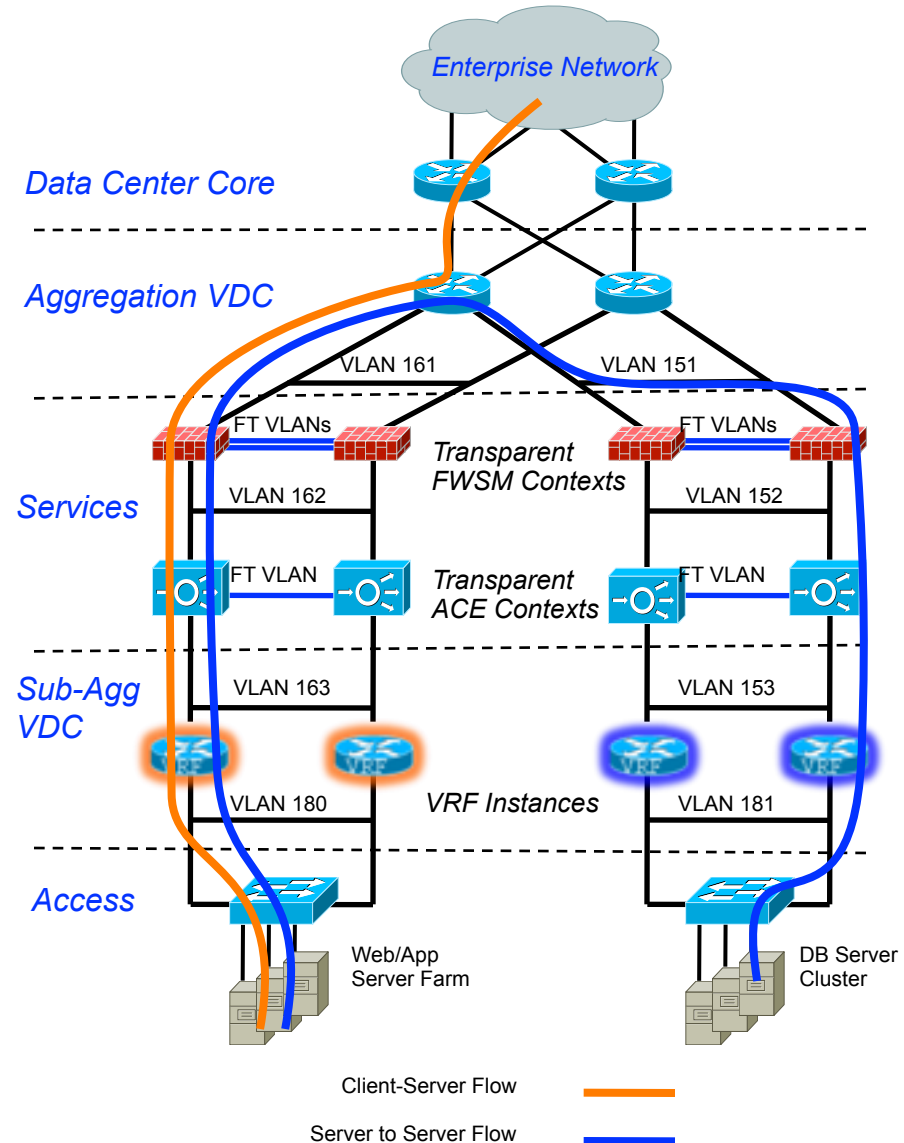 Enterprise Network
Data Center Core
Aggregation VDC
VLAN 161
VLAN 151
FT VLANs
FT VLANs
Transparent
FWSM Contexts
Services
VLAN 162
VLAN 152
FT VLAN
Transparent
ACE Contexts
FT VLAN
Sub-Agg
VDC
VLAN 163
VLAN 153
VRF
VRF
VRF
VRF
VLAN 180
VRF Instances
VLAN 181
Access
Web/App
Server Farm
DB Server
Cluster
Client-Server Flow
Server to Server Flow